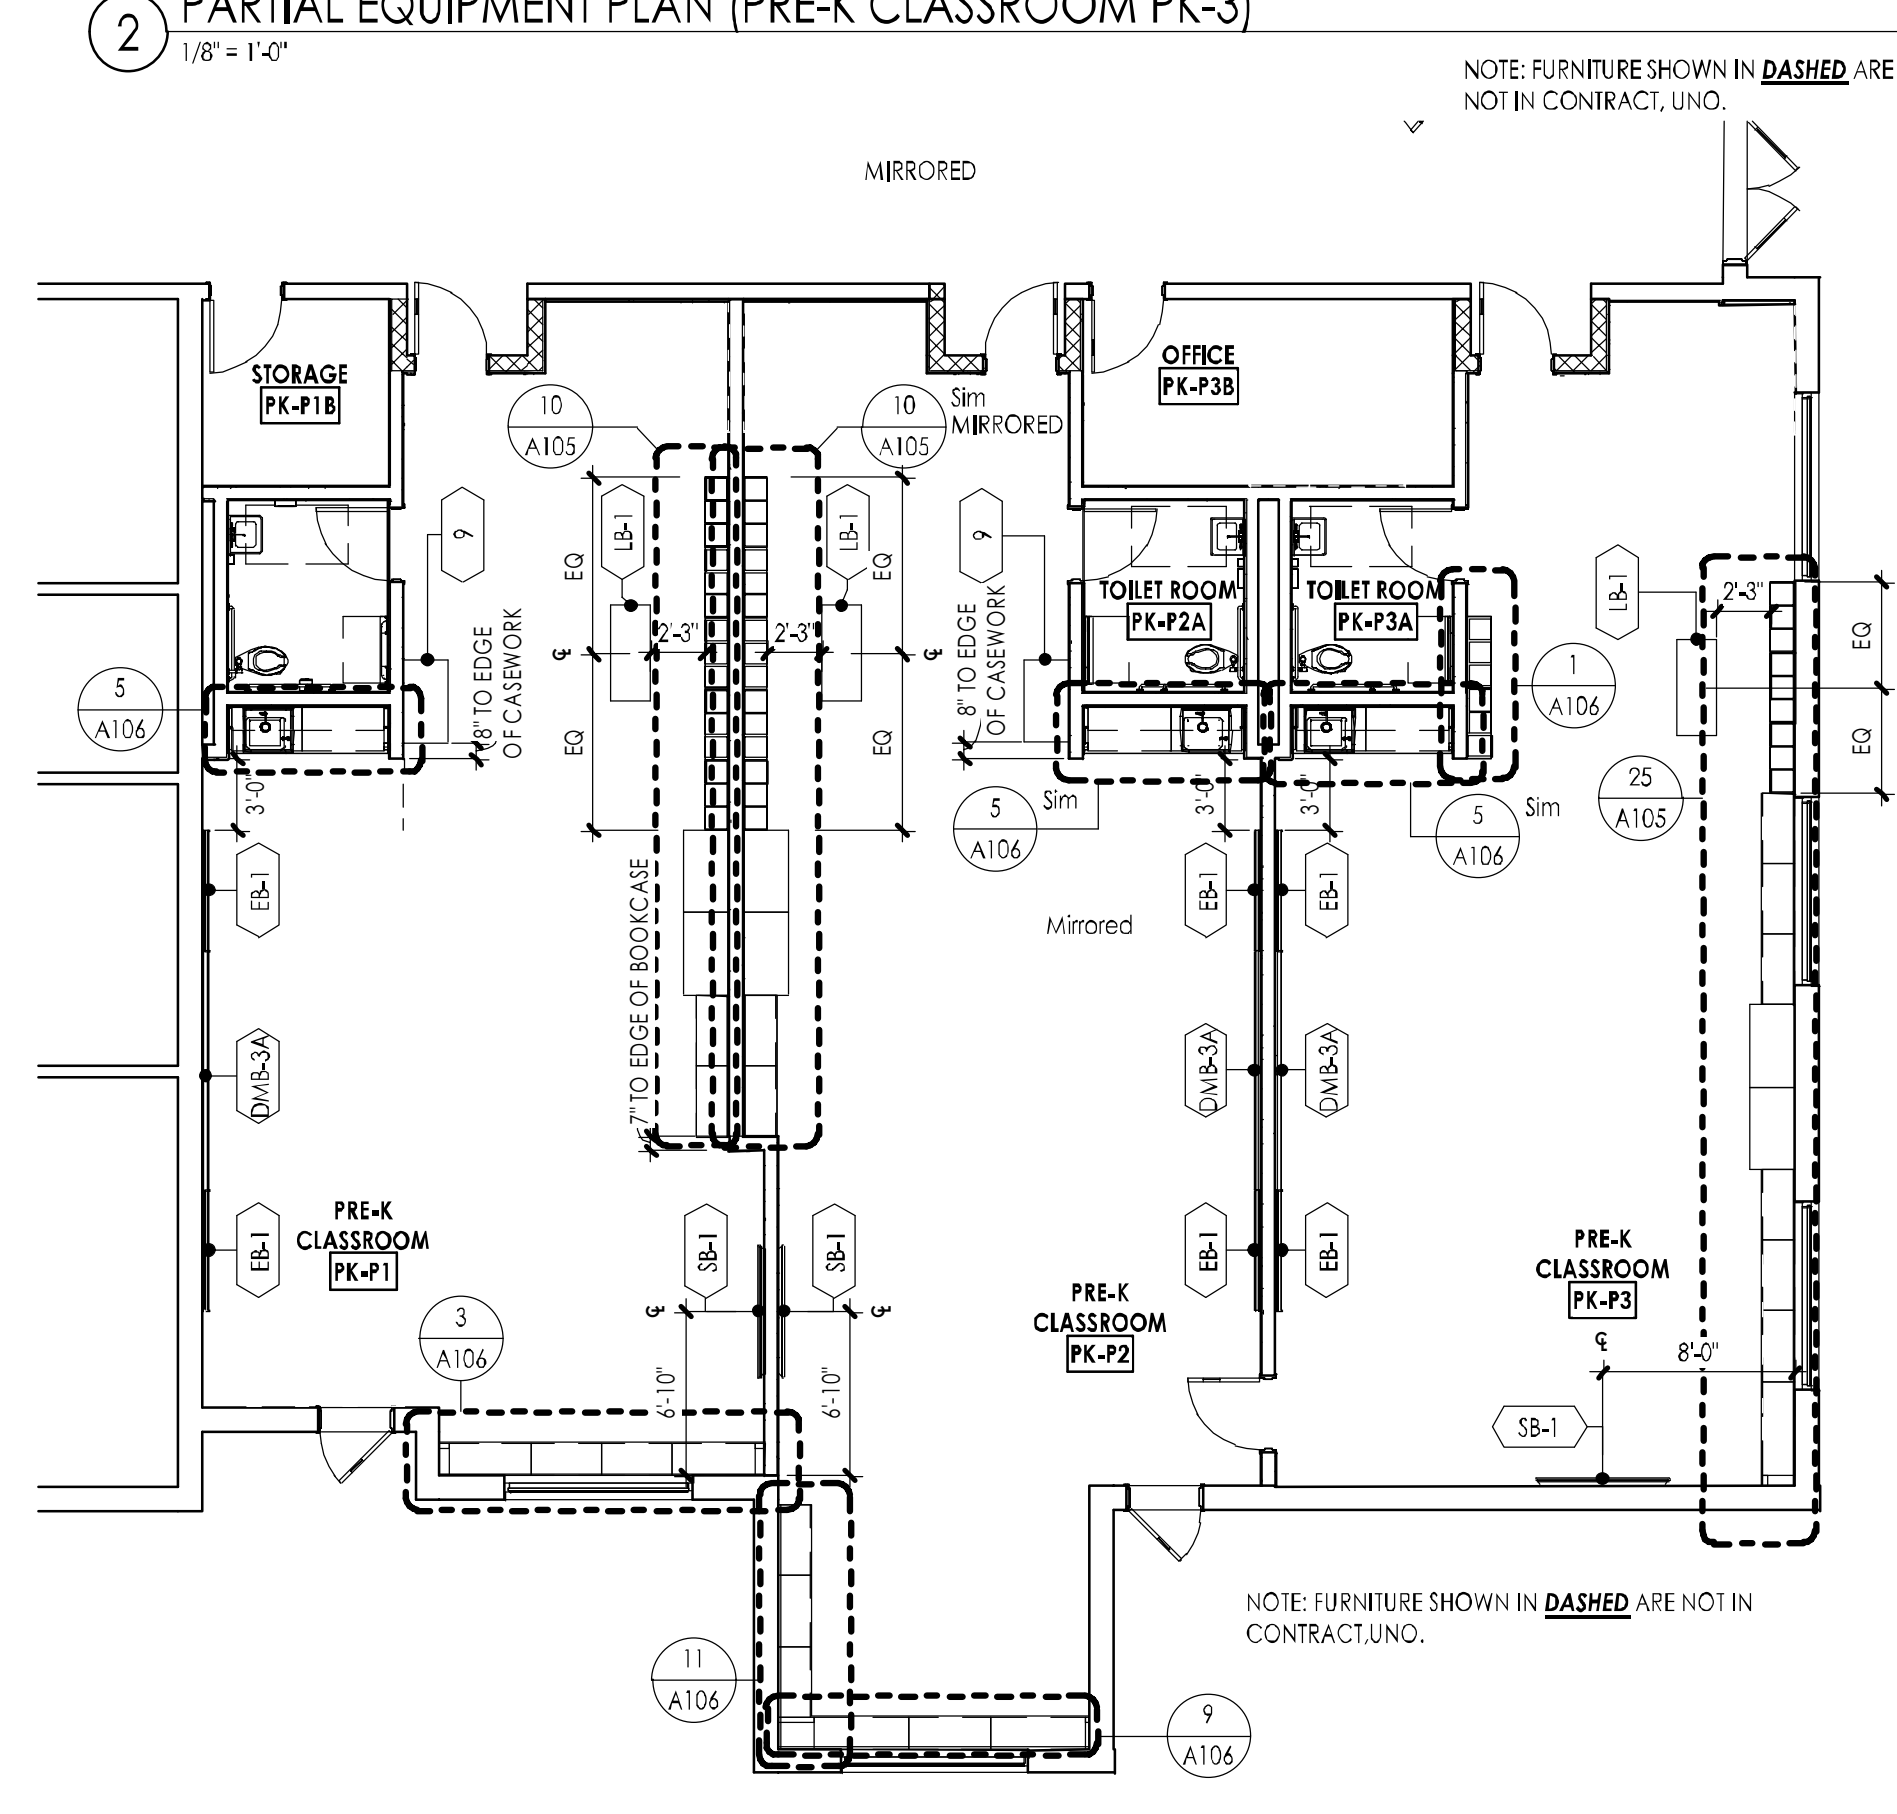 2
PARTIAL EQUIPMENT PLAN (PRE-K CLASSROOM PK-3)
1/8" = 1'-0"
NOTE: FURNITURE SHOWN IN DASHED ARE
NOT IN CONTRACT, UNO.
MIRRORED
STORAGE
PK-P1B
10
A105
10
A105
Sim
MIRRORED
OFFICE
PK-P3B
9
LB-1
LB-1
9
EQ
EQ
LB-1
TOILET ROOM
PK-P2A
TOILET ROOM
PK-P3A
2'-3"
2'-3"
2'-3"
EQ
8" TO EDGE
OF CASEWORK
8" TO EDGE
OF CASEWORK
5
A106
1
A106
EQ
EQ
EQ
25
A105
3'-0"
3'-0"
3'-0"
5
A106
Sim
5
A106
Sim
EB-1
EB-1
EB-1
7" TO EDGE OF BOOKCASE
Mirrored
DMB-3A
DMB-3A
DMB-3A
PRE-K
CLASSROOM
PK-P1
EB-1
SB-1
SB-1
EB-1
EB-1
PRE-K
CLASSROOM
PK-P3
PRE-K
CLASSROOM
PK-P2
3
A106
6'-10"
6'-10"
8'-0"
SB-1
NOTE: FURNITURE SHOWN IN DASHED ARE NOT IN
CONTRACT,UNO.
11
A106
9
A106